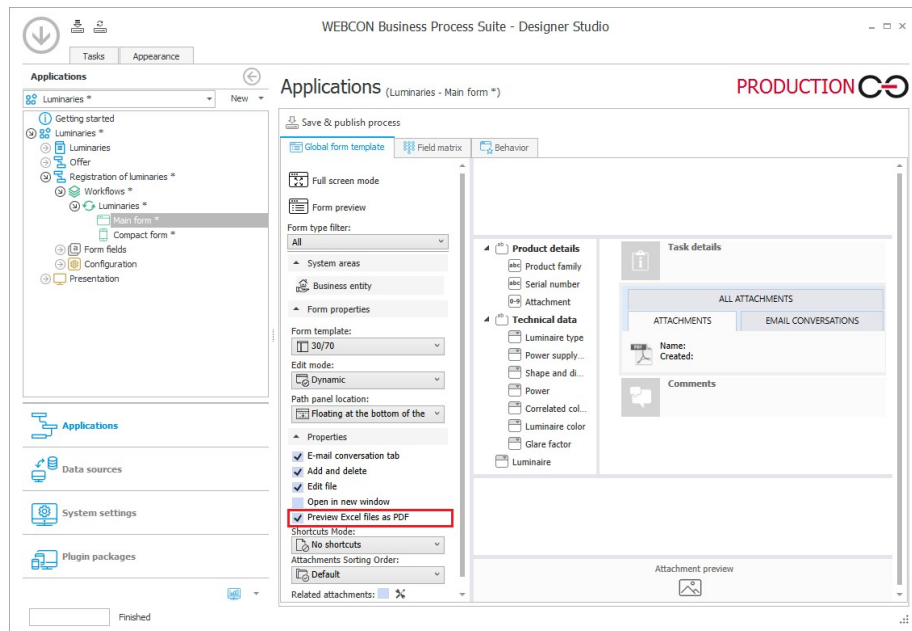 WEBCON Business Process Suite - Designer Studio
Tasks Appearance
Applications
Luminaries * New
Getting started
Luminaries *
Luminaries
Offer
Registration of luminaries *
Workflows *
Luminaries *
Main form *
Compact form *
Form fields
Configuration
Presentation
Applications
Data sources
System settings
Plugin packages
Finished
Applications (Luminaries - Main form *)
PRODUCTION
Save & publish process
Global form template Field matrix Behavior
Full screen mode
Form preview
Form type filter:
All
System areas
Business entity
Form properties
Form template:
30/70
Edit mode:
Dynamic
Path panel location:
Floating at the bottom of the
Properties
E-mail conversation tab
Add and delete
Edit file
Open in new window
Preview Excel files as PDF
Shortcuts Mode:
No shortcuts
Attachments Sorting Order:
Default
Related attachments:
Product details
abc Product family
abc Serial number
0-9 Attachment
Technical data
Luminaire type
Power supply...
Shape and di...
Power
Correlated col...
Luminaire color
Glare factor
Luminaire
Task details
ALL ATTACHMENTS
ATTACHMENTS EMAIL CONVERSATIONS
PDF
Name:
Created:
Comments
Attachment preview